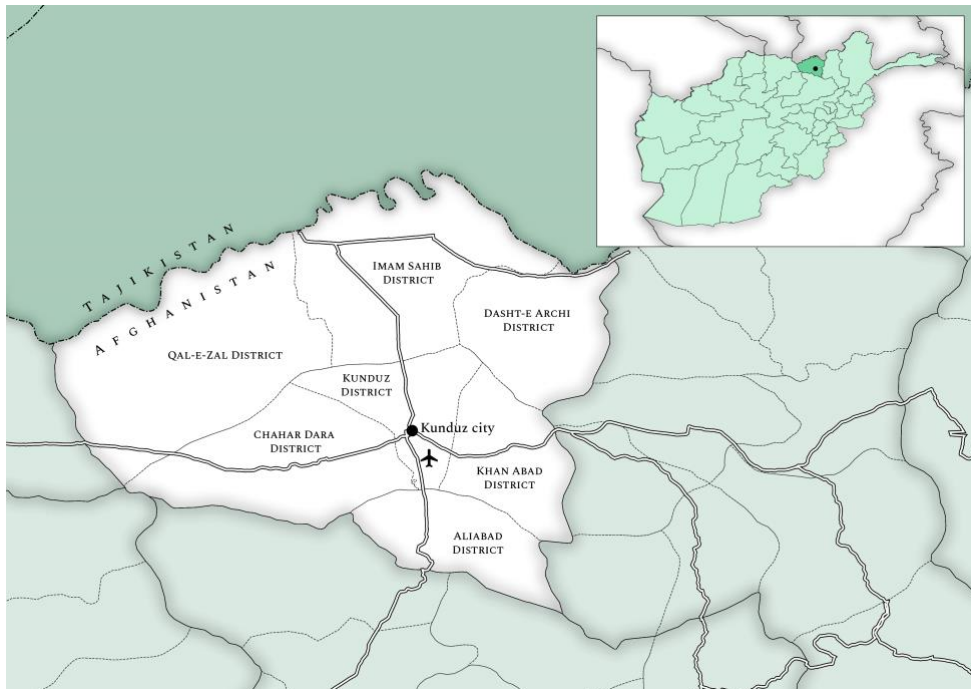 TAJIKISTAN
AFGHANISTAN
IMAM SAHIB
DISTRICT
DASHT-E ARCHI
DISTRICT
QAL-E-ZAL DISTRICT
KUNDUZ
DISTRICT
Kunduz city
CHAHAR DARA
DISTRICT
KHAN ABAD
DISTRICT
ALIABAD
DISTRICT